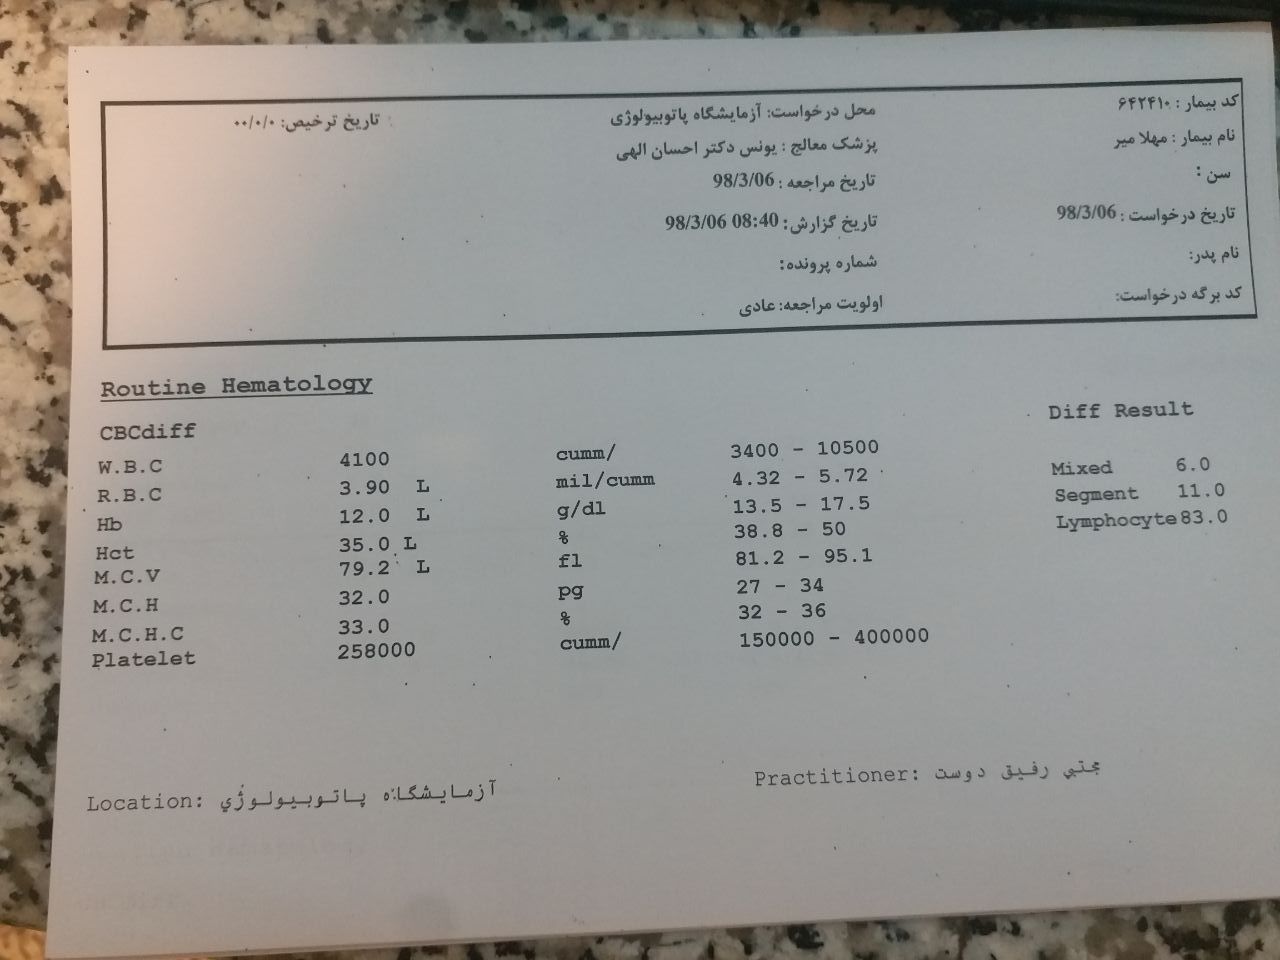 کد بیمار : ۶۴۲۴۱۰
نام بیمار : مهلا میر
سن :
تاریخ درخواست : 98/3/06
نام پدر:
کد برگه درخواست:
محل درخواست: آزمایشگاه پاتوبیولوژی
پزشک معالج : یونس دکتر احسان الهی
تاریخ مراجعه : 98/3/06
تاریخ گزارش: 08:40 98/3/06
شماره پرونده:
اولویت مراجعه: عادی
تاریخ ترخیص: ۰۰/۰/۰
Routine Hematology
CBCdiff
W.B.C 4100 cumm/ 3400 - 10500
R.B.C 3.90 L mil/cumm 4.32 - 5.72
Hb 12.0 L g/dl 13.5 - 17.5
Hct 35.0 L % 38.8 - 50
M.C.V 79.2 L fl 81.2 - 95.1
M.C.H 32.0 pg 27 - 34
M.C.H.C 33.0 % 32 - 36
Platelet 258000 cumm/ 150000 - 400000
Diff Result
Mixed 6.0
Segment 11.0
Lymphocyte 83.0
Location: آزمایشگاه پاتوبیولوژي
Practitioner: مجتبي رفیق دوست